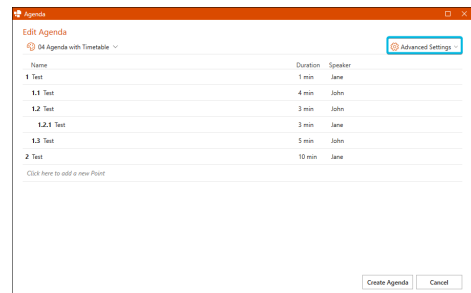 Agenda
Edit Agenda
04 Agenda with Timetable
Advanced Settings
Name Duration Speaker
1 Test 1 min Jane
1.1 Test 4 min John
1.2 Test 3 min John
1.2.1 Test 3 min Jane
1.3 Test 5 min John
2 Test 10 min Jane
Click here to add a new Point
Create Agenda Cancel